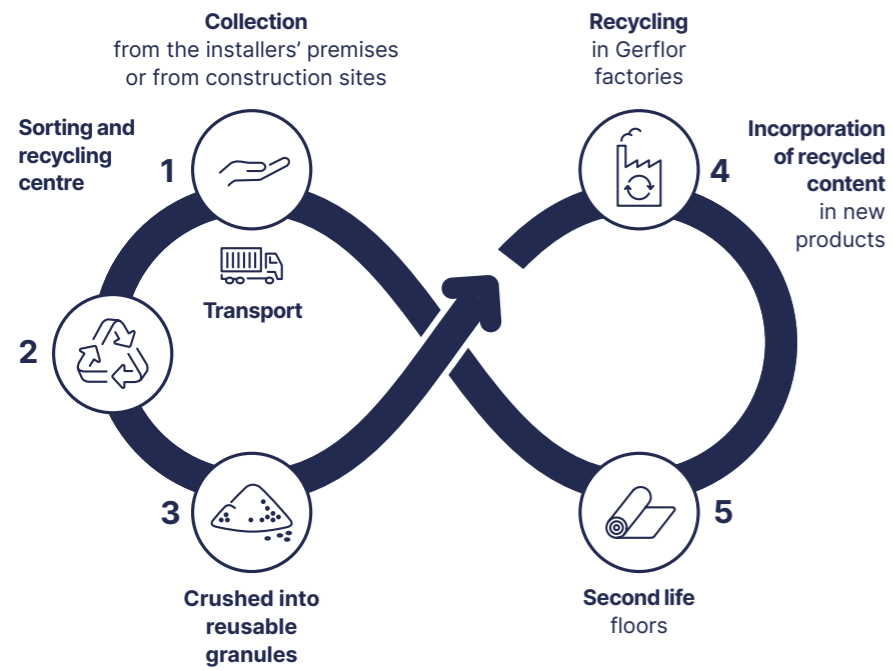 Collection
from the installers’ premises
or from construction sites
Sorting and
recycling
centre
1
Transport
2
3
Crushed into
reusable
granules
Recycling
in Gerflor
factories
4
Incorporation
of recycled
content
in new
products
5
Second life
floors